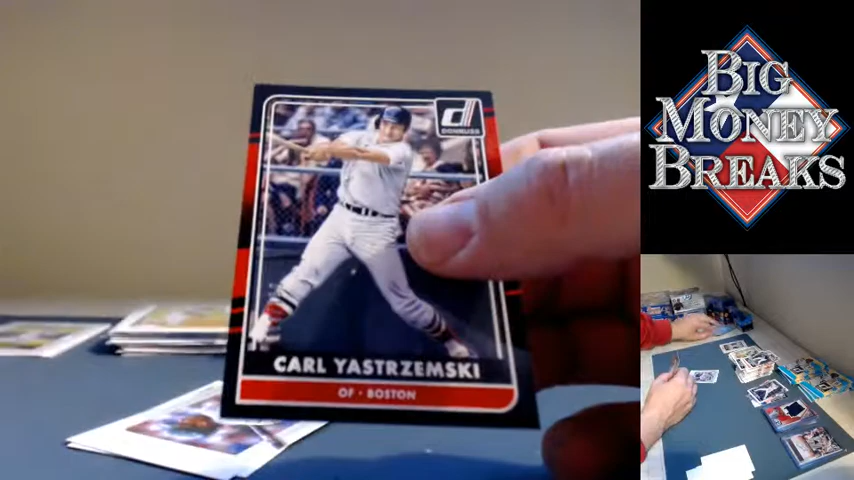 DONRUSS
CARL YASTRZEMSKI
OF · BOSTON
BIG
MONEY
BREAKS